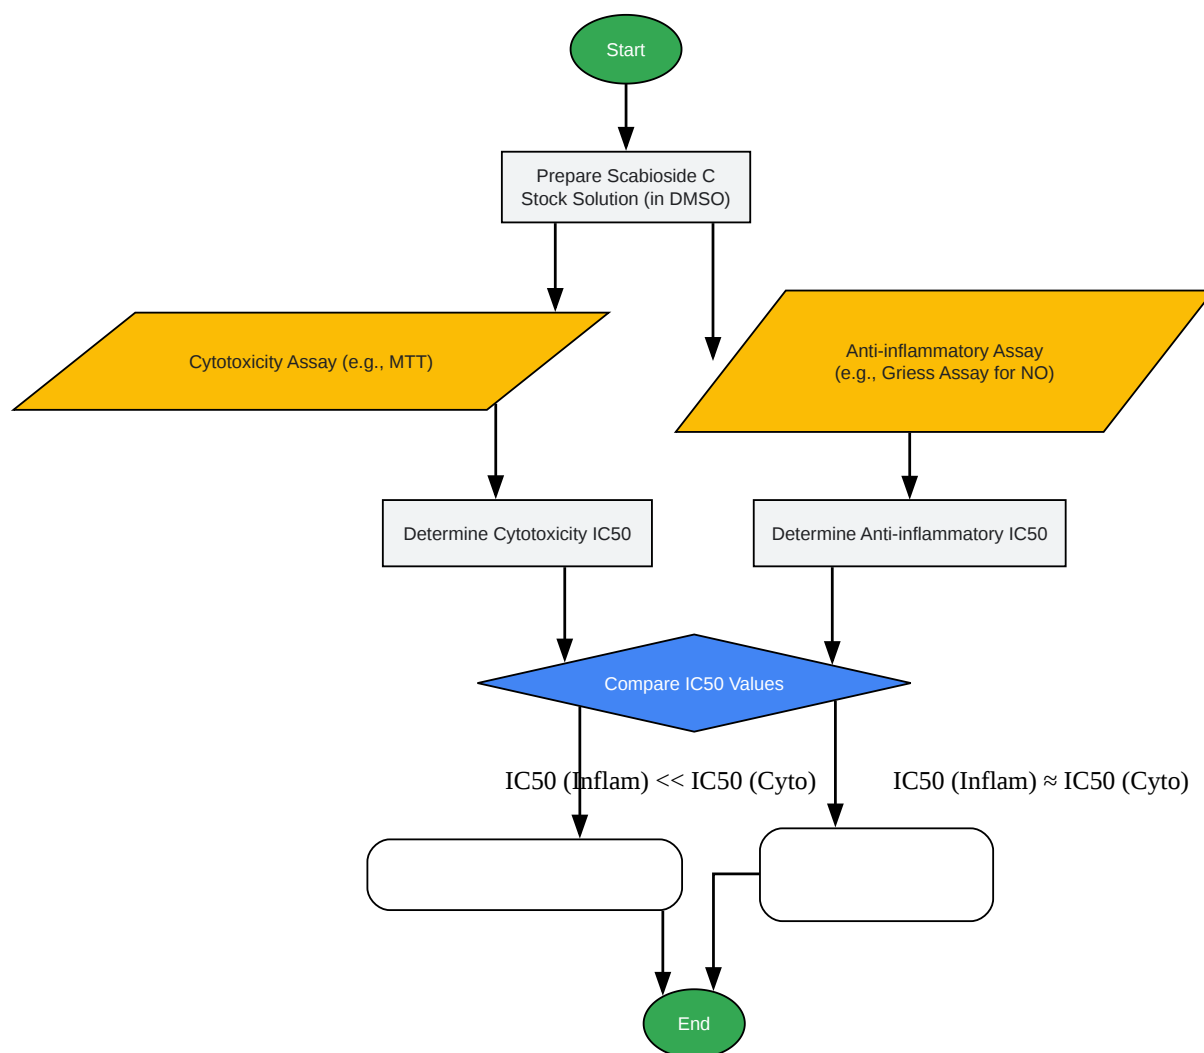 Start
Prepare Scabioside C
Stock Solution (in DMSO)
Cytotoxicity Assay (e.g., MTT)
Anti-inflammatory Assay
(e.g., Griess Assay for NO)
Determine Cytotoxicity IC50
Determine Anti-inflammatory IC50
Compare IC50 Values
IC50 (Inflam) << IC50 (Cyto)
IC50 (Inflam) ≈ IC50 (Cyto)
End